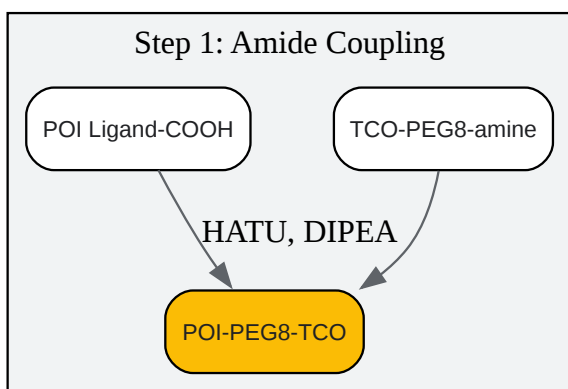 Step 1: Amide Coupling
POI Ligand-COOH
TCO-PEG8-amine
HATU, DIPEA
POI-PEG8-TCO